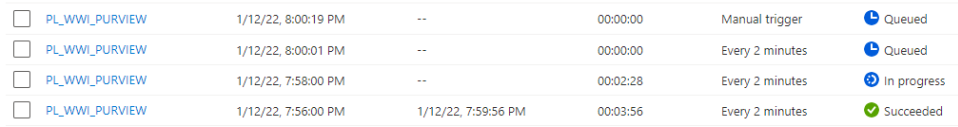 PL_WWI_PURVIEW 1/12/22, 8:00:19 PM -- 00:00:00 Manual trigger Queued
PL_WWI_PURVIEW 1/12/22, 8:00:01 PM -- 00:00:00 Every 2 minutes Queued
PL_WWI_PURVIEW 1/12/22, 7:58:00 PM -- 00:02:28 Every 2 minutes In progress
PL_WWI_PURVIEW 1/12/22, 7:56:00 PM 1/12/22, 7:59:56 PM 00:03:56 Every 2 minutes Succeeded